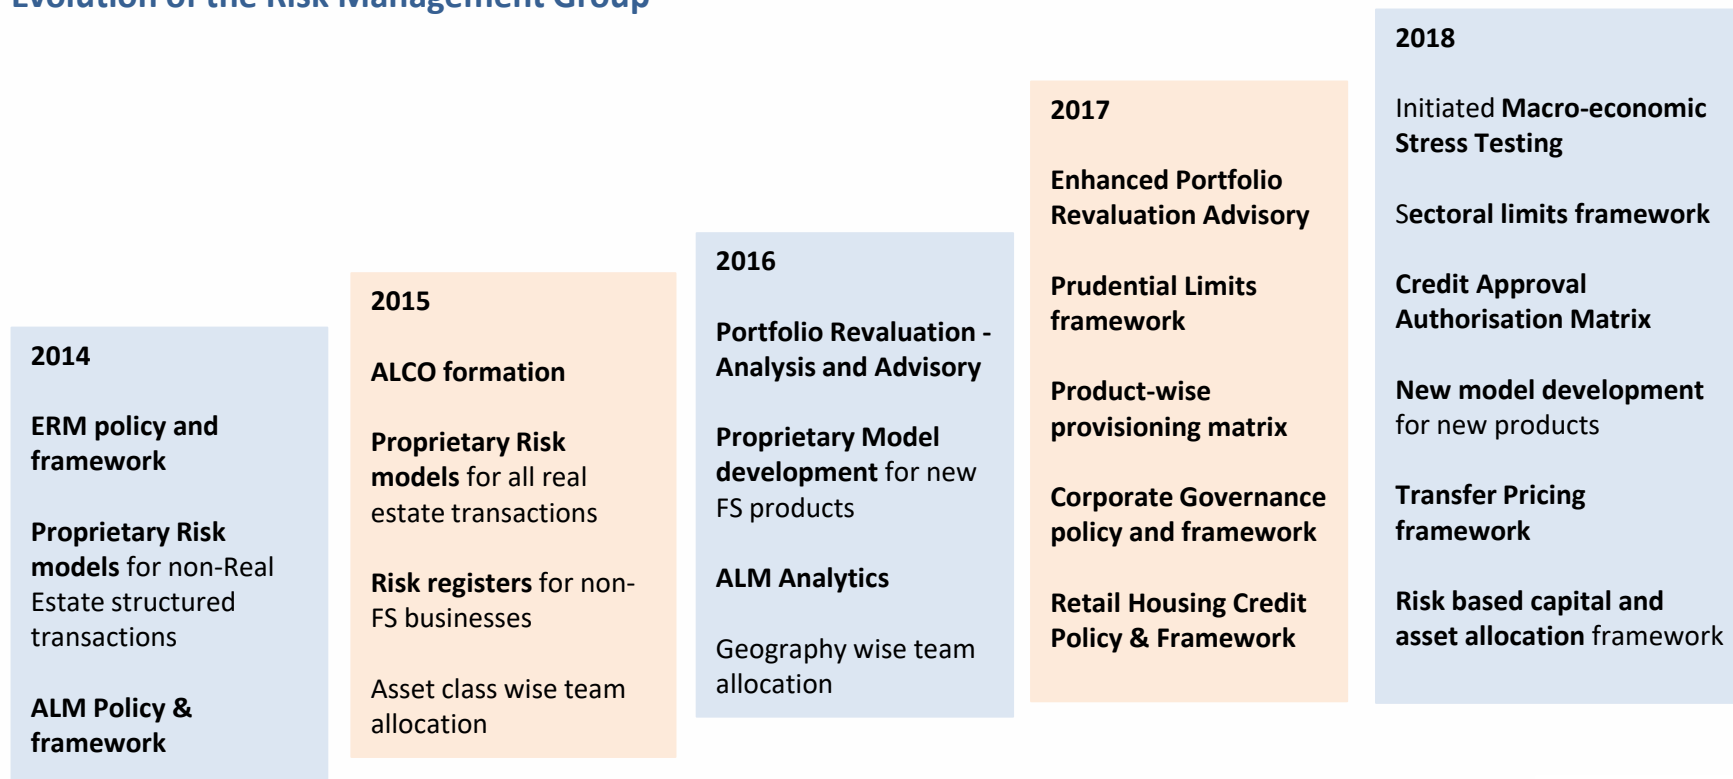 Evolution of the Risk Management Group
2014
ERM policy and
framework
Proprietary Risk
models for non-Real
Estate structured
transactions
ALM Policy &
framework
2015
ALCO formation
Proprietary Risk
models for all real
estate transactions
Risk registers for non-
FS businesses
Asset class wise team
allocation
2016
Portfolio Revaluation -
Analysis and Advisory
Proprietary Model
development for new
FS products
ALM Analytics
Geography wise team
allocation
2017
Enhanced Portfolio
Revaluation Advisory
Prudential Limits
framework
Product-wise
provisioning matrix
Corporate Governance
policy and framework
Retail Housing Credit
Policy & Framework
2018
Initiated Macro-economic
Stress Testing
Sectoral limits framework
Credit Approval
Authorisation Matrix
New model development
for new products
Transfer Pricing
framework
Risk based capital and
asset allocation framework